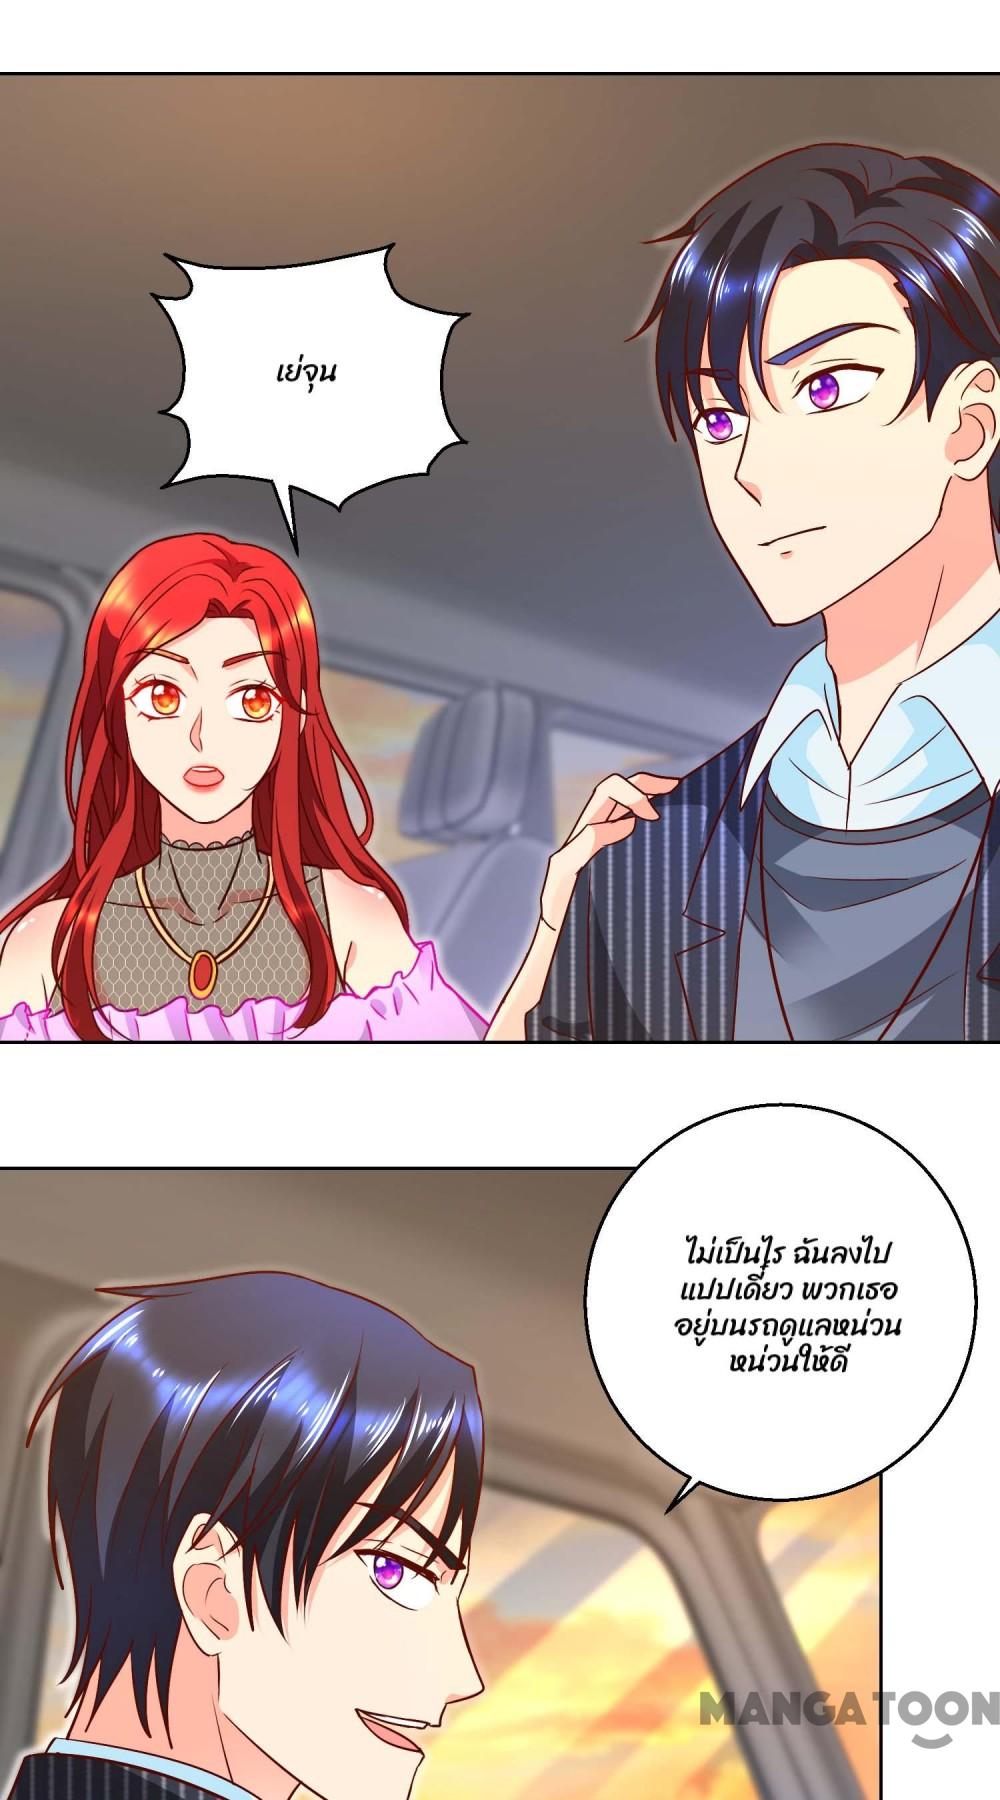 เย่จุน
ไม่เป็นไร ฉันลงไป
แปปเดี๋ยว พวกเธอ
อยู่บนรถดูแลหน่วน
หน่วนให้ดี
MANGATOON